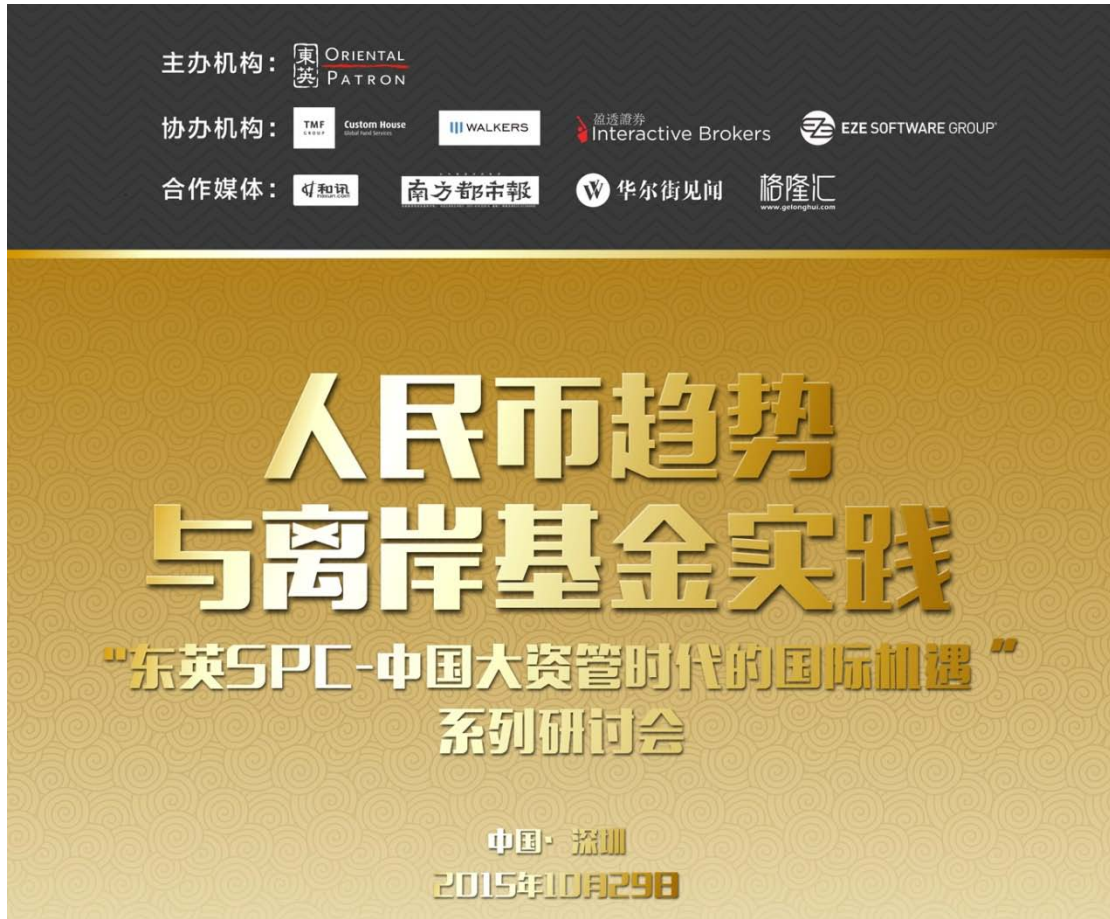 主办机构： 東英 ORIENTAL PATRON
协办机构： TMF GROUP Custom House Global Fund Services WALKERS 盈透證券 Interactive Brokers EZE SOFTWARE GROUP
合作媒体： 和讯 hexun.com 南方都市報 华尔街见闻 格隆汇 www.gelonghui.com
人民币趋势
与离岸基金实践
“东英SPC-中国大资管时代的国际机遇”
系列研讨会
中国·深圳
2015年10月29日